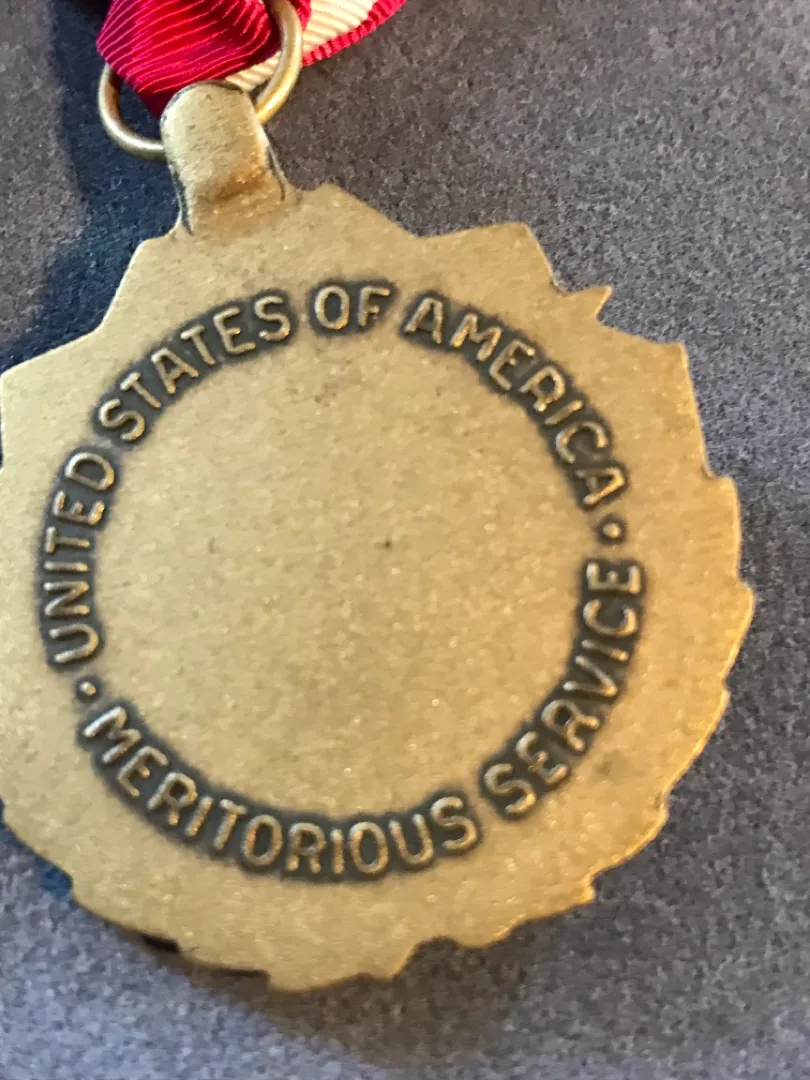 UNITED STATES OF AMERICA •
MERITORIOUS SERVICE •